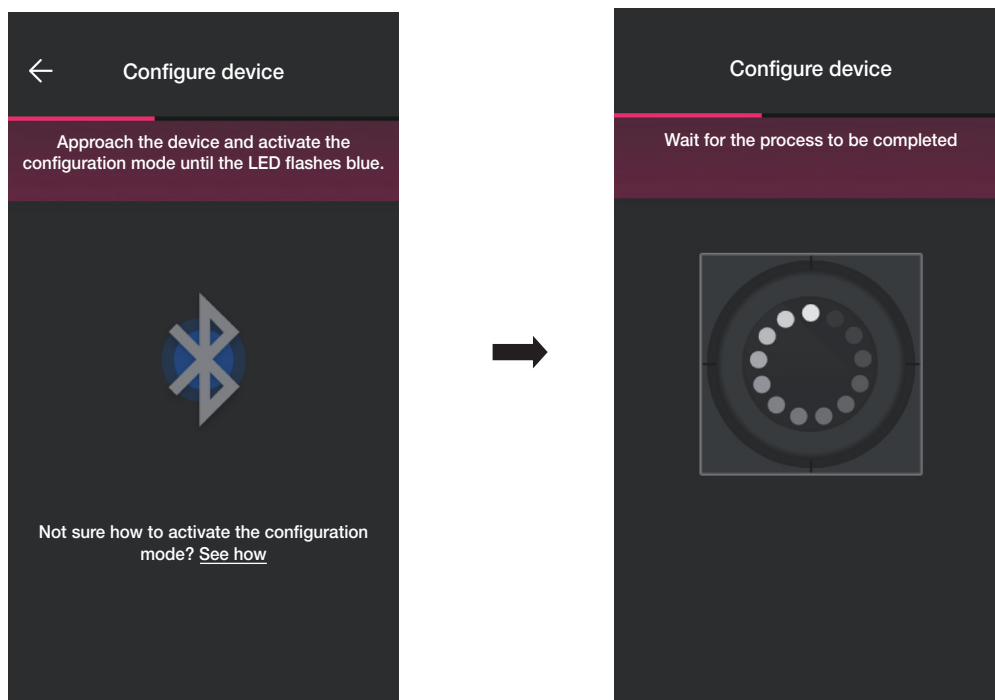 Configure device
Approach the device and activate the
configuration mode until the LED flashes blue.
Not sure how to activate the configuration
mode? See how
Configure device
Wait for the process to be completed